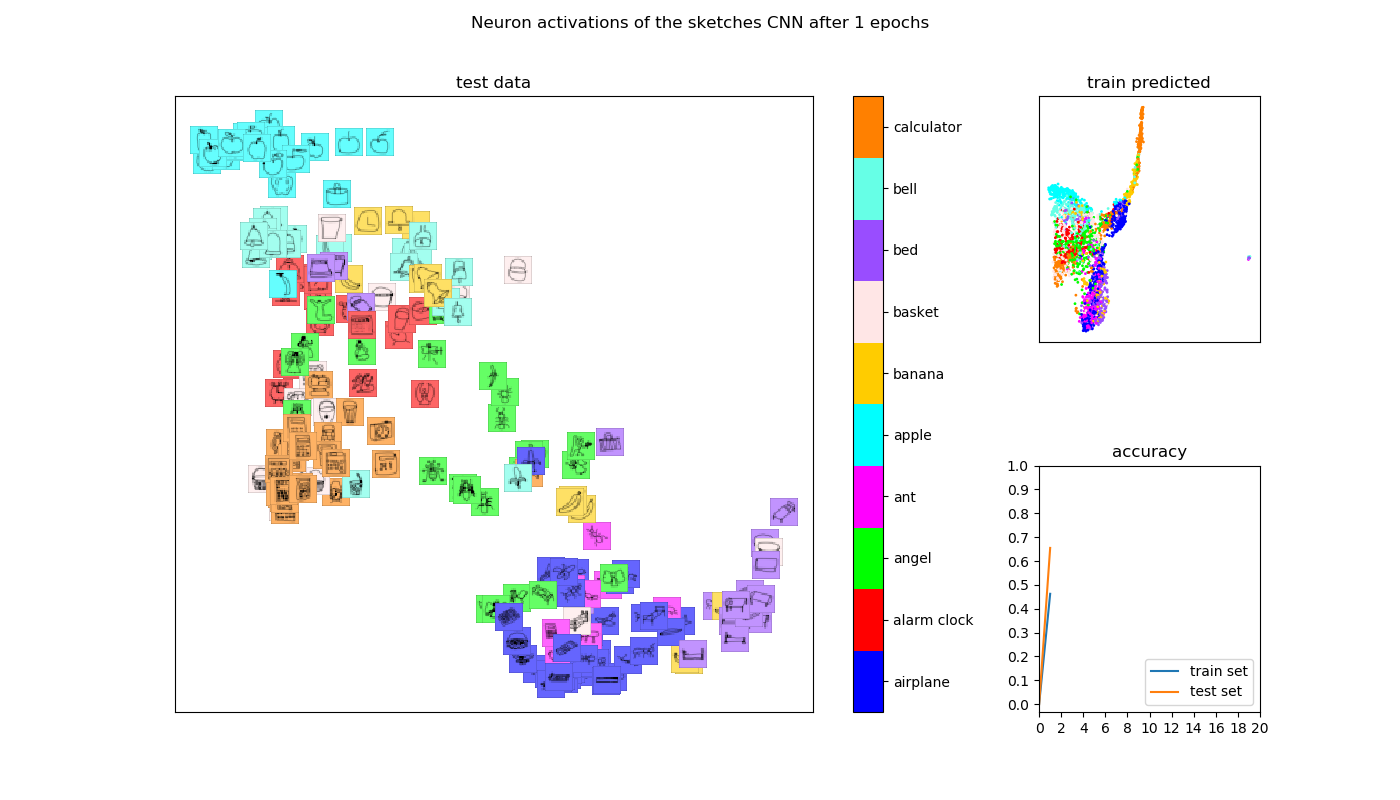 Neuron activations of the sketches CNN after 1 epochs
test data
calculator
bell
bed
basket
banana
apple
ant
angel
alarm clock
airplane
train predicted
accuracy
1.0
0.9
0.8
0.7
0.6
0.5
0.4
0.3
0.2
0.1
0.0
train set
test set
0 2 4 6 8 10 12 14 16 18 20